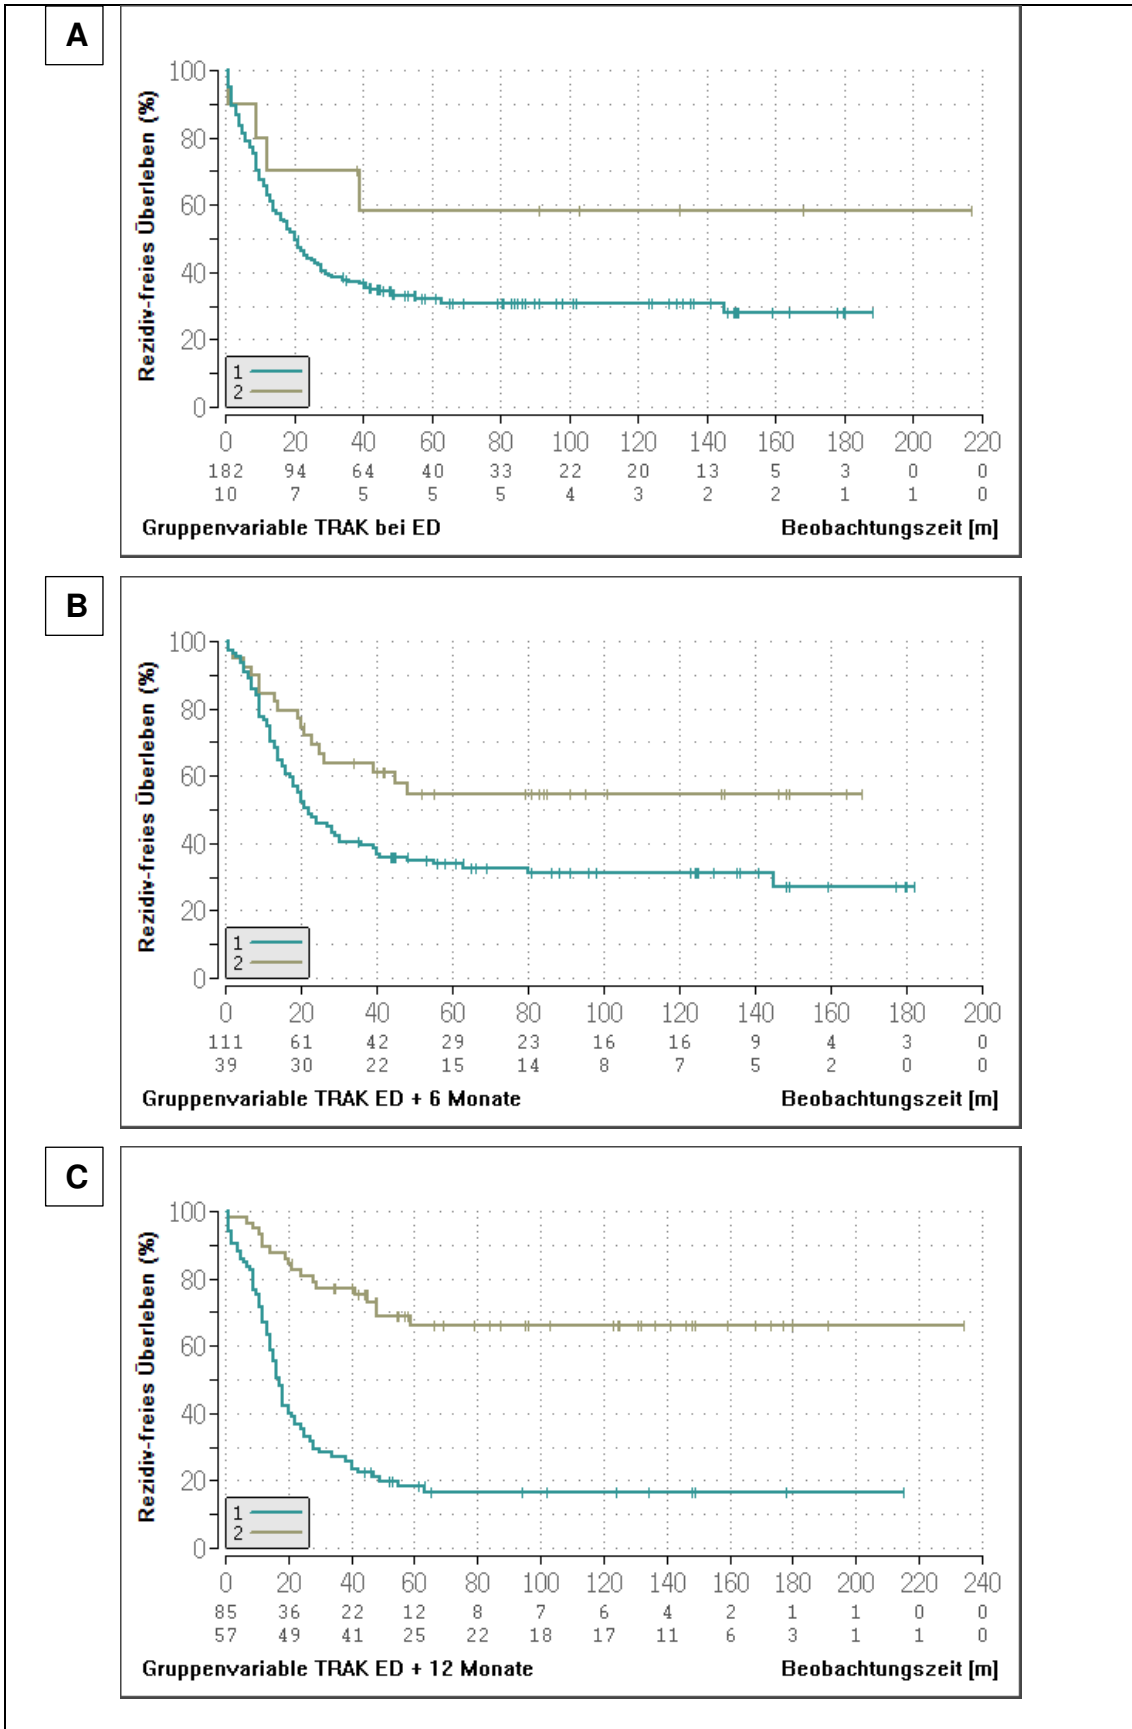 A
Rezidiv-freies Überleben (%)
100
80
60
40
20
0
1
2
0 20 40 60 80 100 120 140 160 180 200 220
182 94 64 40 33 22 20 13 5 3 0 0
10 7 5 5 5 4 3 2 2 1 1 0
Gruppenvariable TRAK bei ED Beobachtungszeit [m]
B
Rezidiv-freies Überleben (%)
100
80
60
40
20
0
1
2
0 20 40 60 80 100 120 140 160 180 200
111 61 42 29 23 16 16 9 4 3 0
39 30 22 15 14 8 7 5 2 0 0
Gruppenvariable TRAK ED + 6 Monate Beobachtungszeit [m]
C
Rezidiv-freies Überleben (%)
100
80
60
40
20
0
1
2
0 20 40 60 80 100 120 140 160 180 200 220 240
85 36 22 12 8 7 6 4 2 1 1 0 0
57 49 41 25 22 18 17 11 6 3 1 1 0
Gruppenvariable TRAK ED + 12 Monate Beobachtungszeit [m]